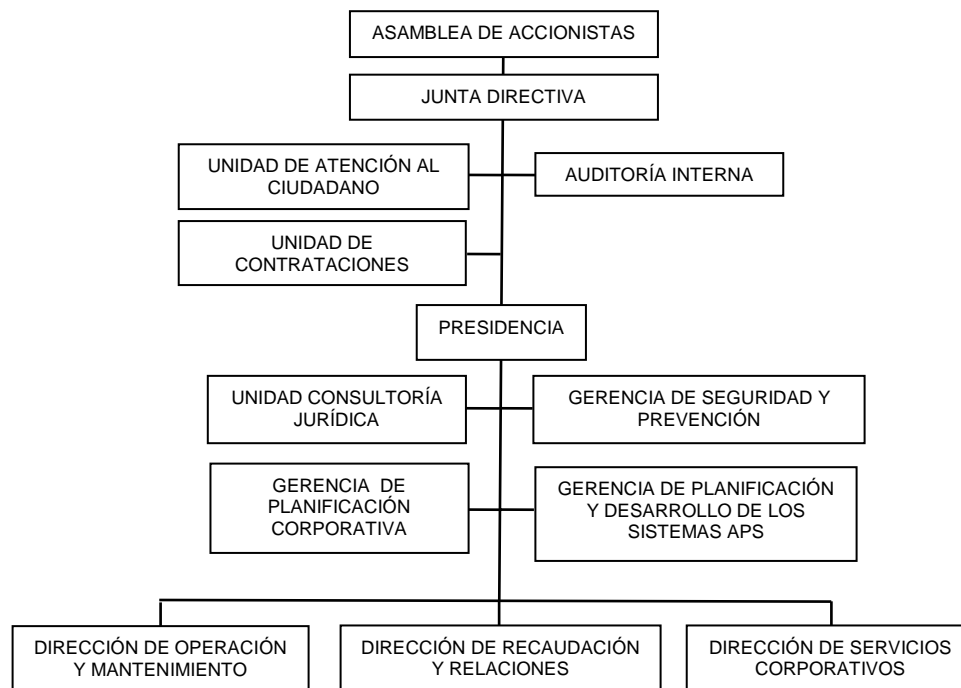 ASAMBLEA DE ACCIONISTAS
JUNTA DIRECTIVA
UNIDAD DE ATENCIÓN AL
CIUDADANO
AUDITORÍA INTERNA
UNIDAD DE
CONTRATACIONES
PRESIDENCIA
UNIDAD CONSULTORÍA
JURÍDICA
GERENCIA DE SEGURIDAD Y
PREVENCIÓN
GERENCIA DE
PLANIFICACIÓN
CORPORATIVA
GERENCIA DE PLANIFICACIÓN
Y DESARROLLO DE LOS
SISTEMAS APS
DIRECCIÓN DE OPERACIÓN
Y MANTENIMIENTO
DIRECCIÓN DE RECAUDACIÓN
Y RELACIONES
DIRECCIÓN DE SERVICIOS
CORPORATIVOS